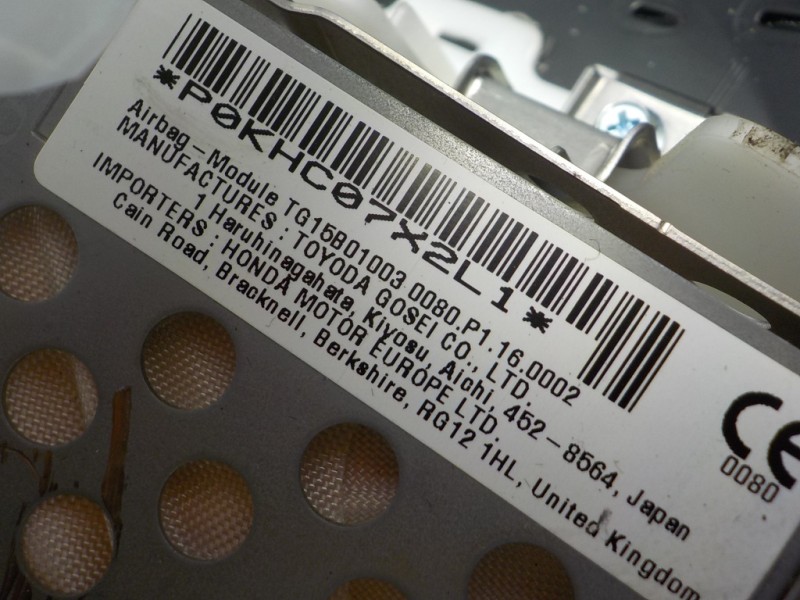 *P0KHC07X2L1*
Airbag-Module TG15B01003 0080.P1.16.0002
MANUFACTURES : TOYODA GOSEI CO., LTD.
1 Haruhinagahata, Kiyosu, Aichi, 452-8564, Japan
IMPORTERS : HONDA MOTOR EUROPE LTD.
Cain Road, Bracknell, Berkshire, RG12 1HL, United Kingdom
CE
0080